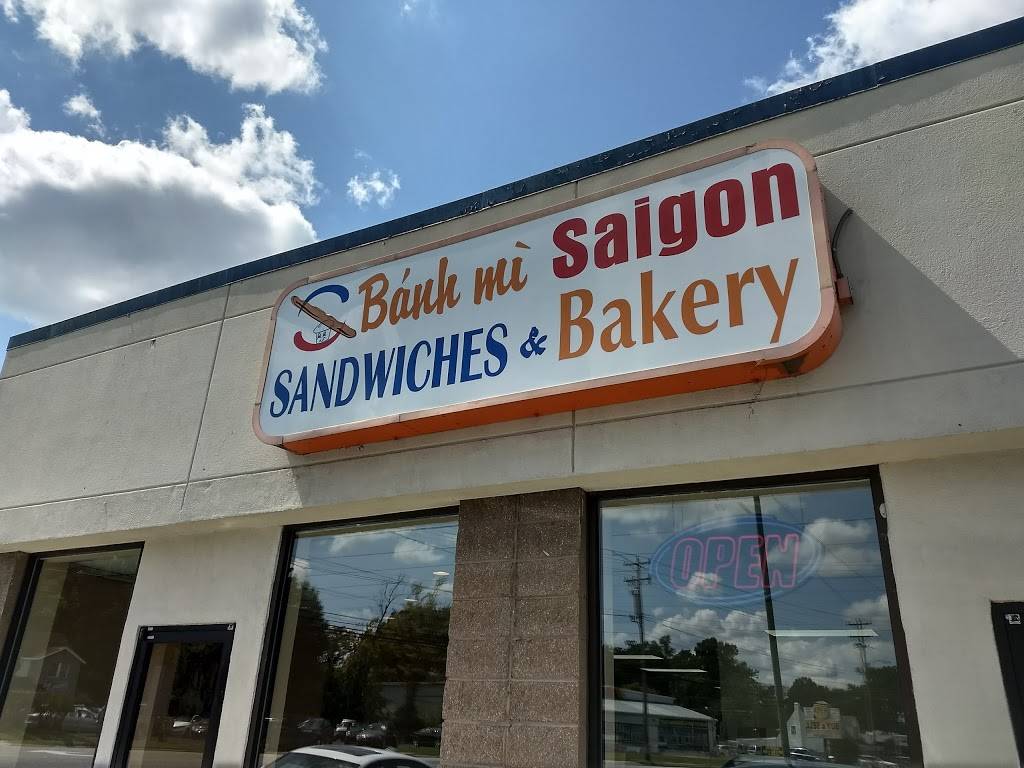 Bánh mì Saigon
SANDWICHES & Bakery
OPEN